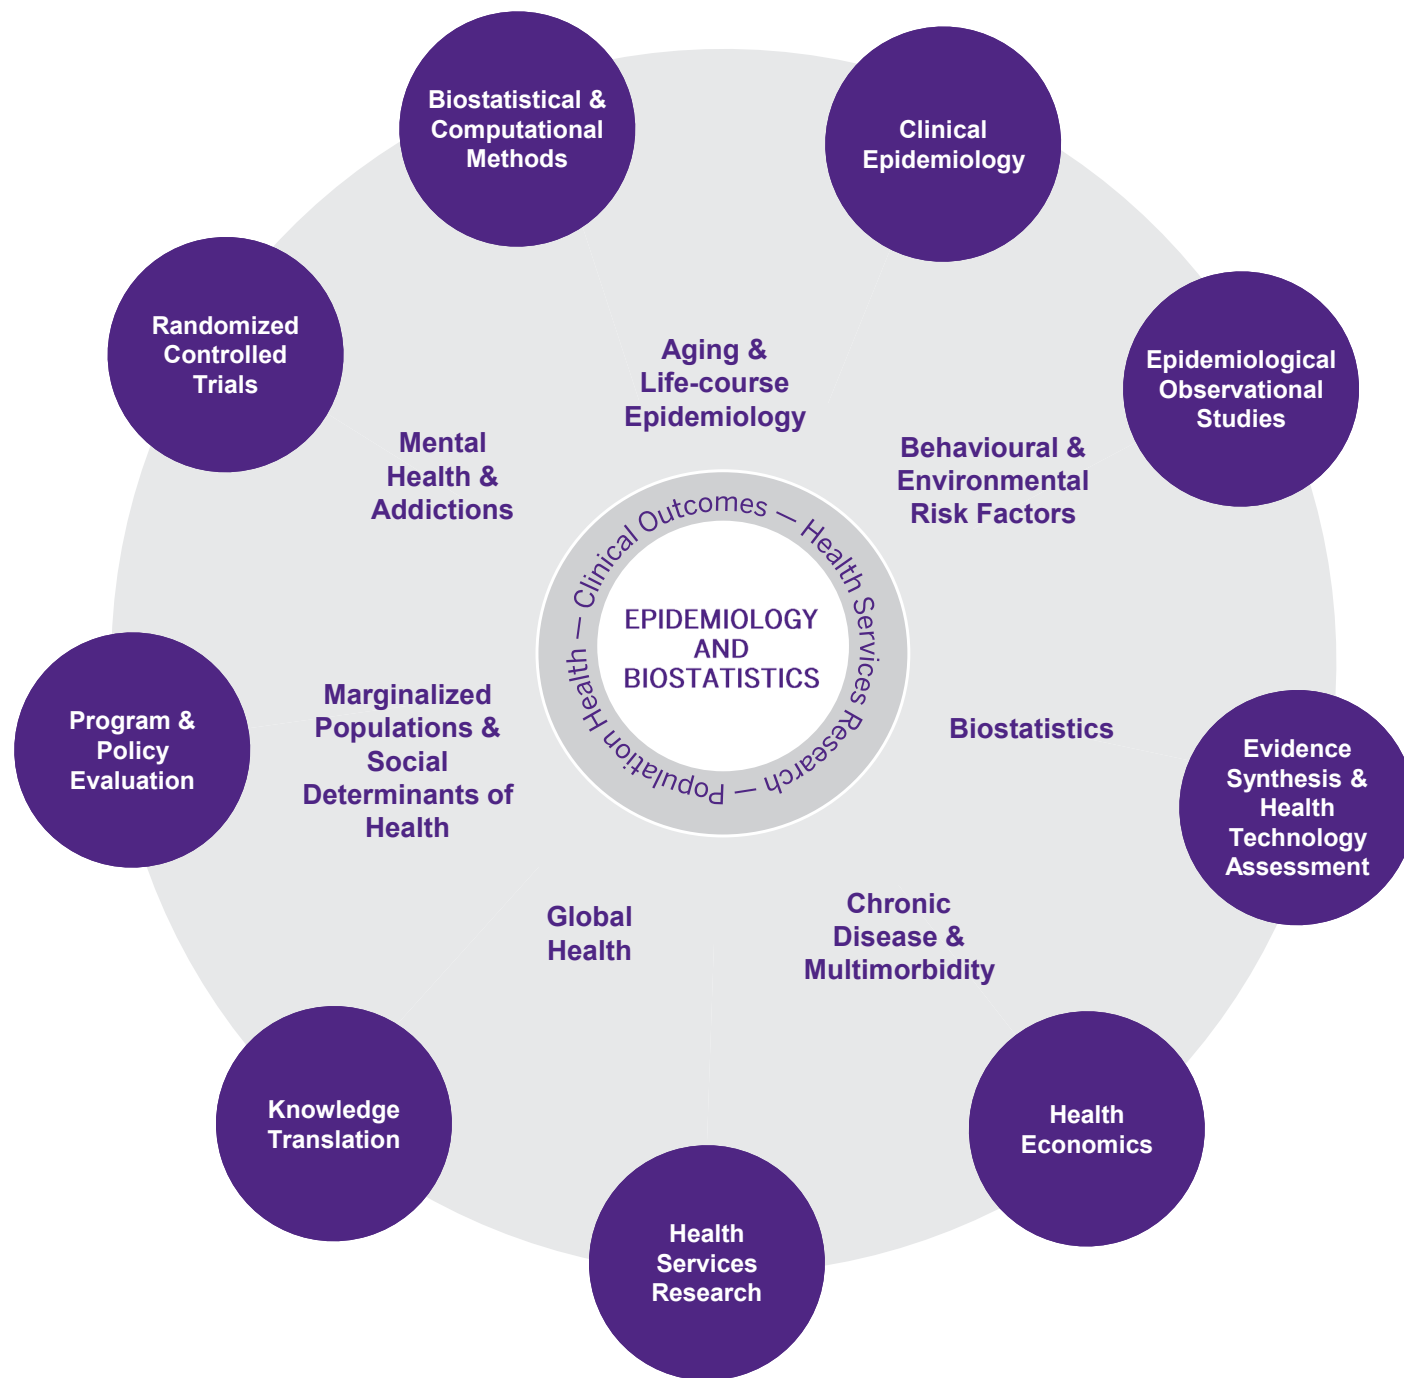 Biostatistical &
Computational
Methods
Clinical
Epidemiology
Randomized
Controlled
Trials
Epidemiological
Observational
Studies
Aging &
Life-course
Epidemiology
Mental
Health &
Addictions
Behavioural &
Environmental
Risk Factors
Population Health — Clinical Outcomes — Health Services Research —
EPIDEMIOLOGY
AND
BIOSTATISTICS
Program &
Policy
Evaluation
Marginalized
Populations &
Social
Determinants of
Health
Biostatistics
Evidence
Synthesis &
Health
Technology
Assessment
Global
Health
Chronic
Disease &
Multimorbidity
Knowledge
Translation
Health
Economics
Health
Services
Research